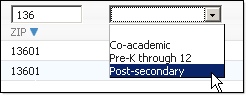 136
ZIP
13601
13601
Co-academic
Pre-K through 12
Post-secondary